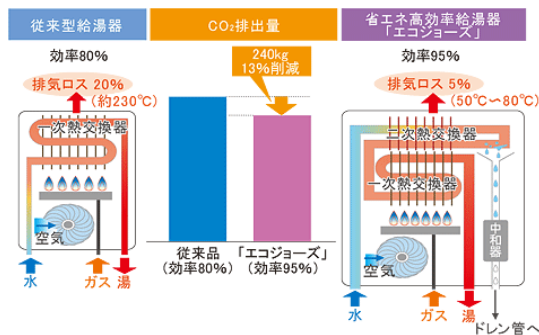 従来型給湯器
効率80%
排気ロス 20%
(約230℃)
一次熱交換器
空気
水
ガス
湯
CO₂排出量
240kg
13%削減
従来品
(効率80%)
「エコジョーズ」
(効率95%)
省エネ高効率給湯器
「エコジョーズ」
効率95%
排気ロス 5%
(50℃〜80℃)
二次熱交換器
一次熱交換器
中和器
空気
水
ガス
湯
ドレン管へ